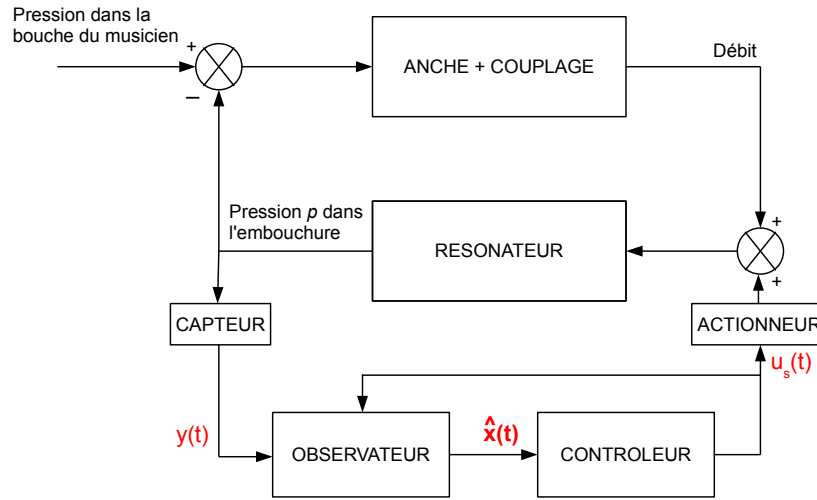 Pression dans la
bouche du musicien
+
−
ANCHE + COUPLAGE
Débit
Pression p dans
l'embouchure
RESONATEUR
+
+
CAPTEUR
ACTIONNEUR
u_s(t)
y(t)
OBSERVATEUR
x̂(t)
CONTROLEUR